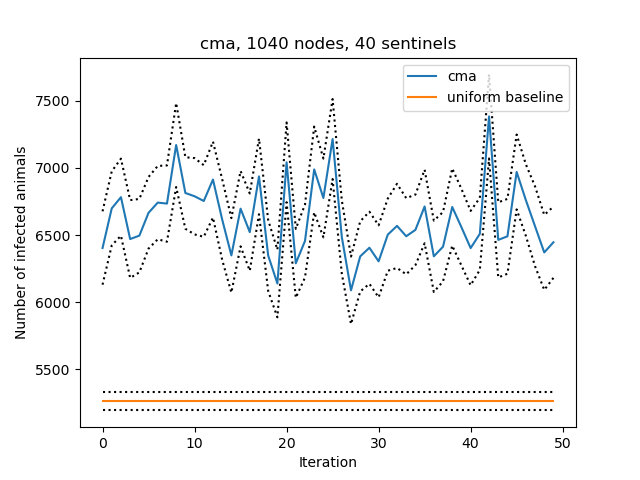 cma, 1040 nodes, 40 sentinels
cma
uniform baseline
7500
7000
6500
6000
5500
Number of infected animals
0
10
20
30
40
50
Iteration